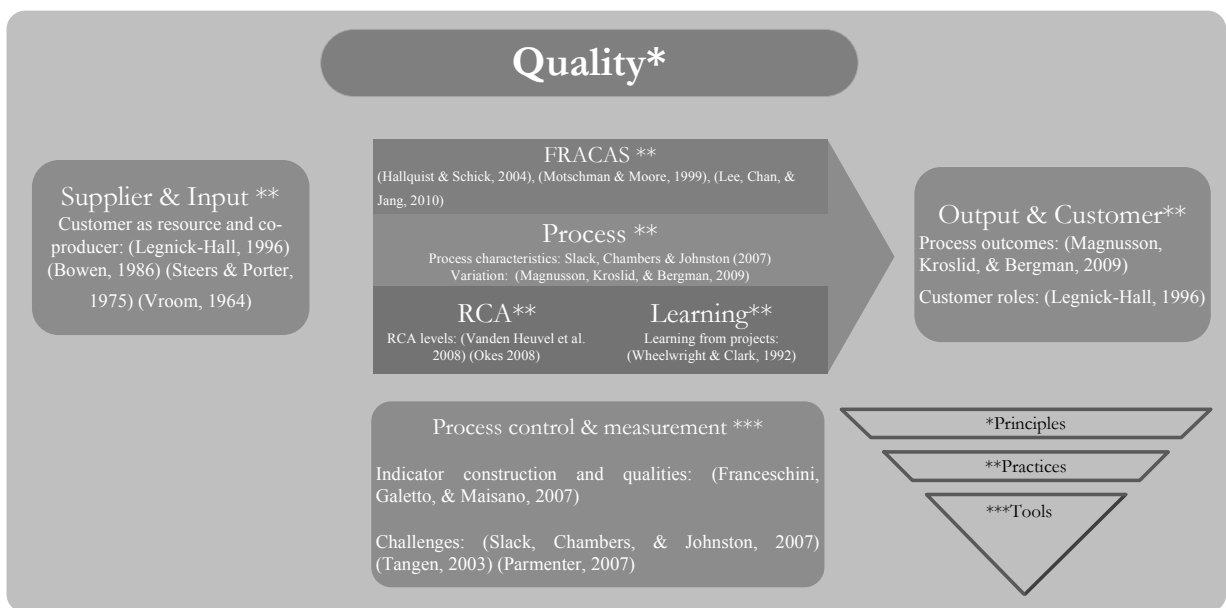 Quality*
Supplier & Input **
Customer as resource and co-
producer: (Legnick-Hall, 1996)
(Bowen, 1986) (Steers & Porter,
1975) (Vroom, 1964)
FRACAS **
(Hallquist & Schick, 2004), (Motschman & Moore, 1999), (Lee, Chan, &
Jang, 2010)
Process **
Process characteristics: Slack, Chambers & Johnston (2007)
Variation: (Magnusson, Kroslid, & Bergman, 2009)
RCA**
RCA levels: (Vanden Heuvel et al.
2008) (Okes 2008)
Learning**
Learning from projects:
(Wheelwright & Clark, 1992)
Output & Customer**
Process outcomes: (Magnusson,
Kroslid, & Bergman, 2009)
Customer roles: (Legnick-Hall, 1996)
Process control & measurement ***
Indicator construction and qualities: (Franceschini,
Galetto, & Maisano, 2007)
Challenges: (Slack, Chambers, & Johnston, 2007)
(Tangen, 2003) (Parmenter, 2007)
*Principles
**Practices
***Tools